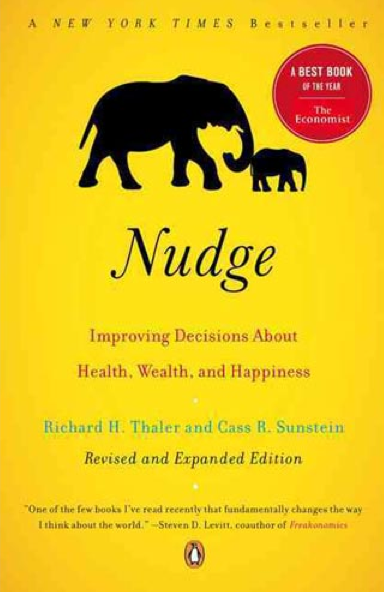 A NEW YORK TIMES Bestseller
A BEST BOOK
OF THE YEAR
The
Economist
Nudge
Improving Decisions About
Health, Wealth, and Happiness
Richard H. Thaler and Cass R. Sunstein
Revised and Expanded Edition
"One of the few books I've read recently that fundamentally changes the way
I think about the world." —Steven D. Levitt, coauthor of Freakonomics